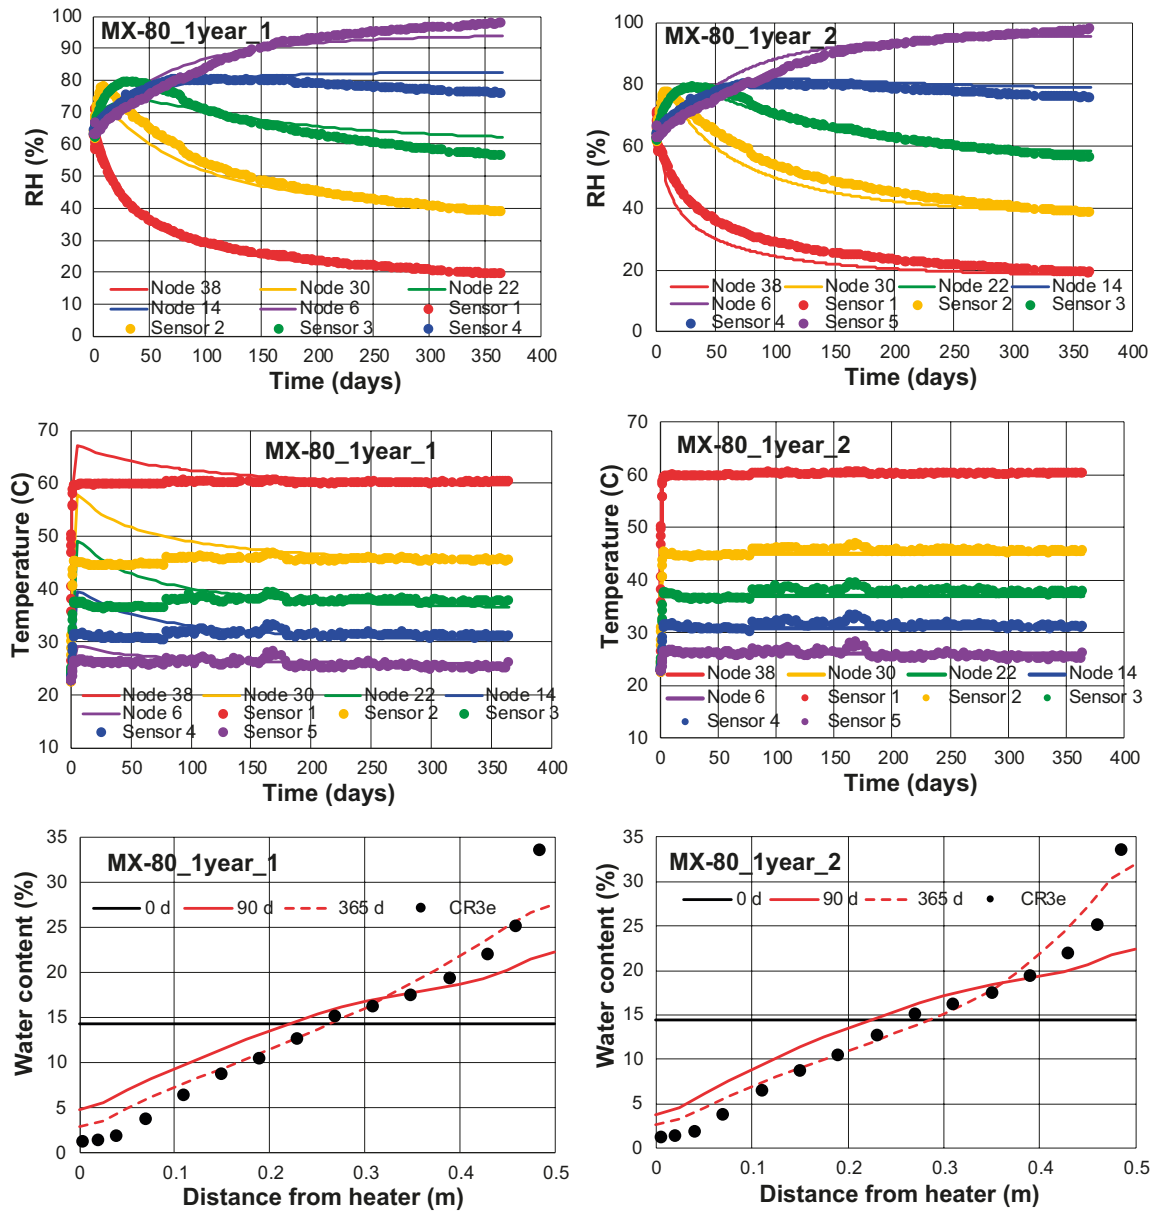 MX-80_1year_1
RH (%)
100
90
80
70
60
50
40
30
20
10
0
Node 38 Node 30 Node 22
Node 14 Node 6 Sensor 1
Sensor 2 Sensor 3 Sensor 4
0 50 100 150 200 250 300 350 400
Time (days)
MX-80_1year_2
RH (%)
100
80
60
40
20
0
Node 38 Node 30 Node 22 Node 14
Node 6 Sensor 1 Sensor 2 Sensor 3
Sensor 4 Sensor 5
0 50 100 150 200 250 300 350 400
Time (days)
MX-80_1year_1
Temperature (C)
70
60
50
40
30
20
10
Node 38 Node 30 Node 22 Node 14
Node 6 Sensor 1 Sensor 2 Sensor 3
Sensor 4 Sensor 5
0 50 100 150 200 250 300 350 400
Time (days)
MX-80_1year_2
Temperature (C)
70
60
50
40
30
20
10
Node 38 Node 30 Node 22 Node 14
Node 6 Sensor 1 Sensor 2 Sensor 3
Sensor 4 Sensor 5
0 50 100 150 200 250 300 350 400
Time (days)
MX-80_1year_1
Water content (%)
35
30
25
20
15
10
5
0
0 d 90 d 365 d CR3e
0 0.1 0.2 0.3 0.4 0.5
Distance from heater (m)
MX-80_1year_2
Water content (%)
35
30
25
20
15
10
5
0
0 d 90 d 365 d CR3e
0 0.1 0.2 0.3 0.4 0.5
Distance from heater (m)